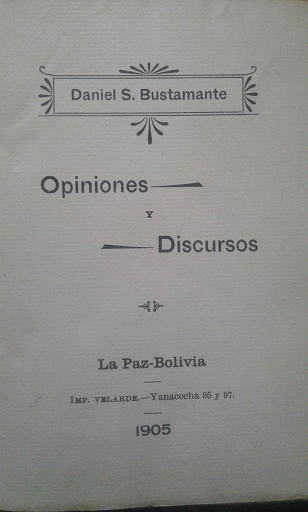 Daniel S. Bustamante
Opiniones
Y
Discursos
La Paz-Bolivia
IMP. VELARDE.—Yanacocha 95 y 97.
1905